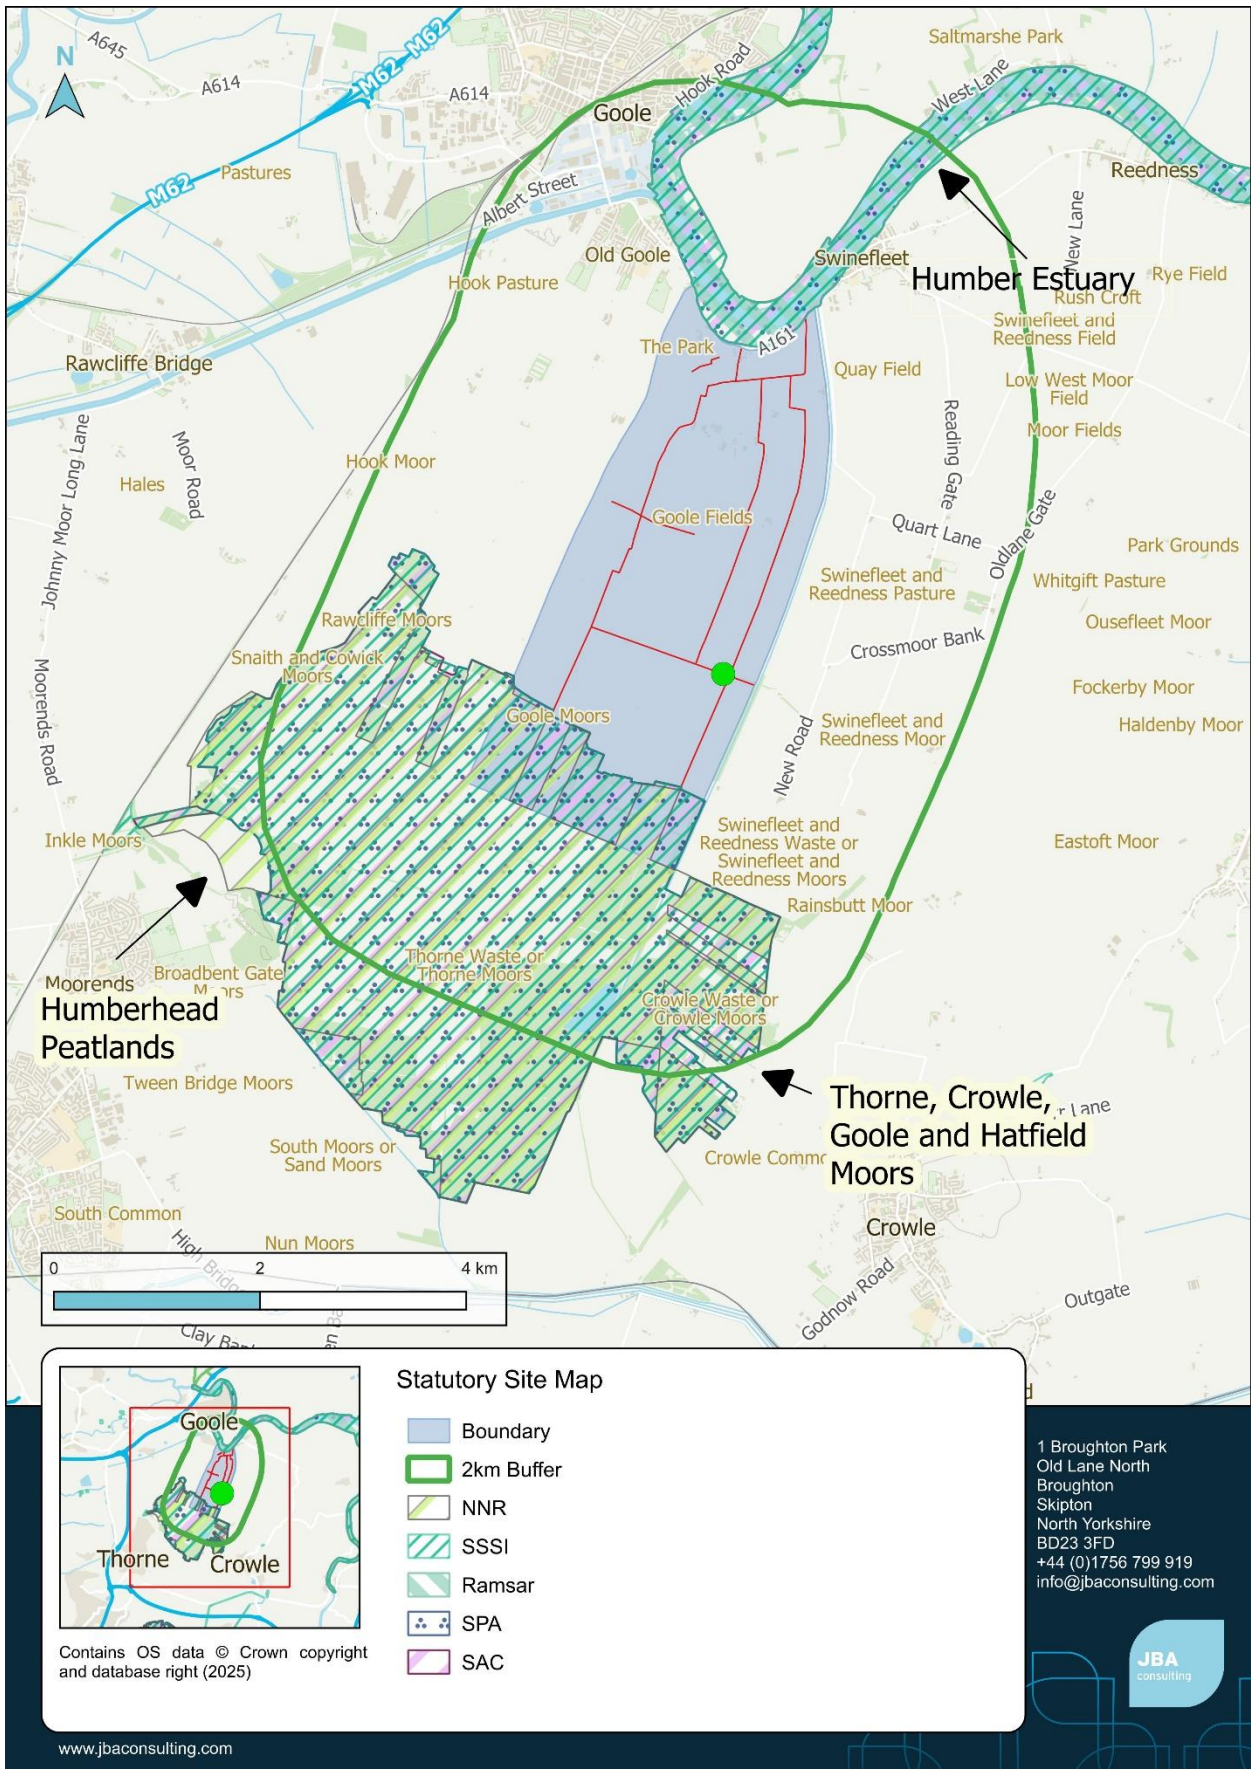 Saltmarshe Park
A645
N
M62
M62
A614
A614
Hook Road
West Lane
Goole
Pastures
M62
Albert Street
Reedness
New Lane
Old Goole
Swinefleet
Hook Pasture
Humber Estuary
Rye Field
Rush Croft
Swinefleet and
Reedness Field
The Park
A161
Rawcliffe Bridge
Quay Field
Low West Moor
Field
Moor Fields
Johnny Moor Long Lane
Moor Road
Hook Moor
Reading Gate
Hales
Goole Fields
Quart Lane
Oldlane Gate
Park Grounds
Swinefleet and
Reedness Pasture
Whitgift Pasture
Rawcliffe Moors
Ousefleet Moor
Crossmoor Bank
Snaith and Cowick
Moors
Moorends Road
Fockerby Moor
Goole Moors
Swinefleet and
Reedness Moor
Haldenby Moor
New Road
Inkle Moors
Swinefleet and
Reedness Waste or
Swinefleet and
Reedness Moors
Eastoft Moor
Rainsbutt Moor
Thorne Waste or
Thorne Moors
Broadbent Gate
Moors
Moorends
Crowle Waste or
Crowle Moors
Humberhead
Peatlands
Tween Bridge Moors
Thorne, Crowle,
Goole and Hatfield
Moors
r Lane
South Moors or
Sand Moors
Crowle Commo
South Common
Crowle
Nun Moors
High Bridge
0 2 4 km
Godnow Road
Outgate
Clay Ban
en Ba
d
Statutory Site Map
Goole
Thorne
Crowle
Boundary
2km Buffer
NNR
SSSI
Ramsar
SPA
SAC
Contains OS data © Crown copyright
and database right (2025)
1 Broughton Park
Old Lane North
Broughton
Skipton
North Yorkshire
BD23 3FD
+44 (0)1756 799 919
info@jbaconsulting.com
JBA
consulting
www.jbaconsulting.com